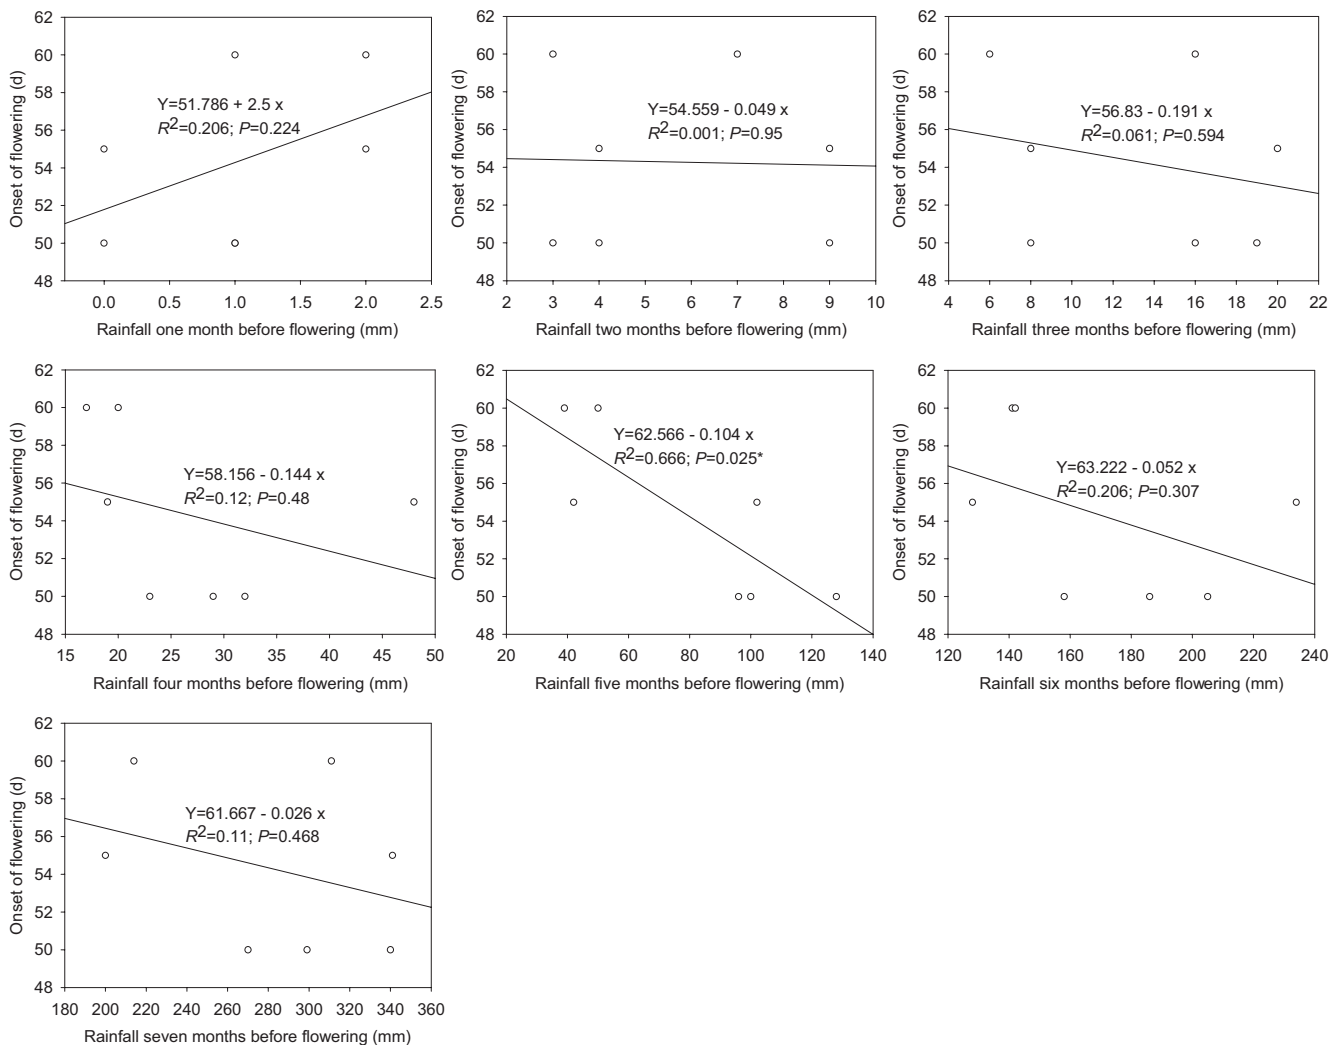 62
60
58
56
54
52
50
48
Onset of flowering (d)
Y=51.786 + 2.5 x
R2=0.206; P=0.224
0.0 0.5 1.0 1.5 2.0 2.5
Rainfall one month before flowering (mm)
62
60
58
56
54
52
50
48
Onset of flowering (d)
Y=54.559 - 0.049 x
R2=0.001; P=0.95
2 3 4 5 6 7 8 9 10
Rainfall two months before flowering (mm)
62
60
58
56
54
52
50
48
Onset of flowering (d)
Y=56.83 - 0.191 x
R2=0.061; P=0.594
4 6 8 10 12 14 16 18 20 22
Rainfall three months before flowering (mm)
62
60
58
56
54
52
50
48
Onset of flowering (d)
Y=58.156 - 0.144 x
R2=0.12; P=0.48
15 20 25 30 35 40 45 50
Rainfall four months before flowering (mm)
62
60
58
56
54
52
50
48
Onset of flowering (d)
Y=62.566 - 0.104 x
R2=0.666; P=0.025*
20 40 60 80 100 120 140
Rainfall five months before flowering (mm)
62
60
58
56
54
52
50
48
Onset of flowering (d)
Y=63.222 - 0.052 x
R2=0.206; P=0.307
120 140 160 180 200 220 240
Rainfall six months before flowering (mm)
62
60
58
56
54
52
50
48
Onset of flowering (d)
Y=61.667 - 0.026 x
R2=0.11; P=0.468
180 200 220 240 260 280 300 320 340 360
Rainfall seven months before flowering (mm)